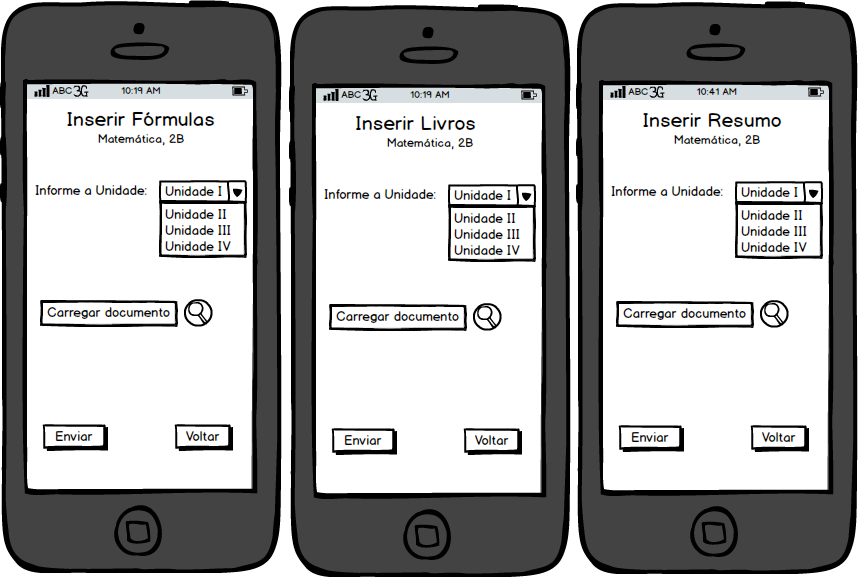 ABC 3G 10:19 AM
Inserir Fórmulas
Matemática, 2B
Informe a Unidade: Unidade I
Unidade II
Unidade III
Unidade IV
Carregar documento
Enviar Voltar
ABC 3G 10:19 AM
Inserir Livros
Matemática, 2B
Informe a Unidade: Unidade I
Unidade II
Unidade III
Unidade IV
Carregar documento
Enviar Voltar
ABC 3G 10:41 AM
Inserir Resumo
Matemática, 2B
Informe a Unidade: Unidade I
Unidade II
Unidade III
Unidade IV
Carregar documento
Enviar Voltar